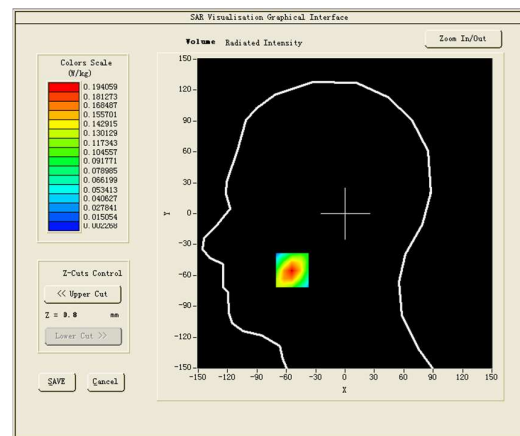 SAR Visualisation Graphical Interface
Volume Radiated Intensity
Zoom In/Out
Colors Scale
(W/kg)
0.194059
0.181273
0.168487
0.155701
0.142915
0.130129
0.117343
0.104557
0.091771
0.078985
0.066199
0.053413
0.040627
0.027841
0.015054
0.002268
Z-Cuts Control
<< Upper Cut
Z = 0.8 mm
Lower Cut >>
SAVE Cancel
150
120
90
60
30
0
-30
-60
-90
-120
-150
Y
-150 -120 -90 -60 -30 0 30 60 90 120 150
X